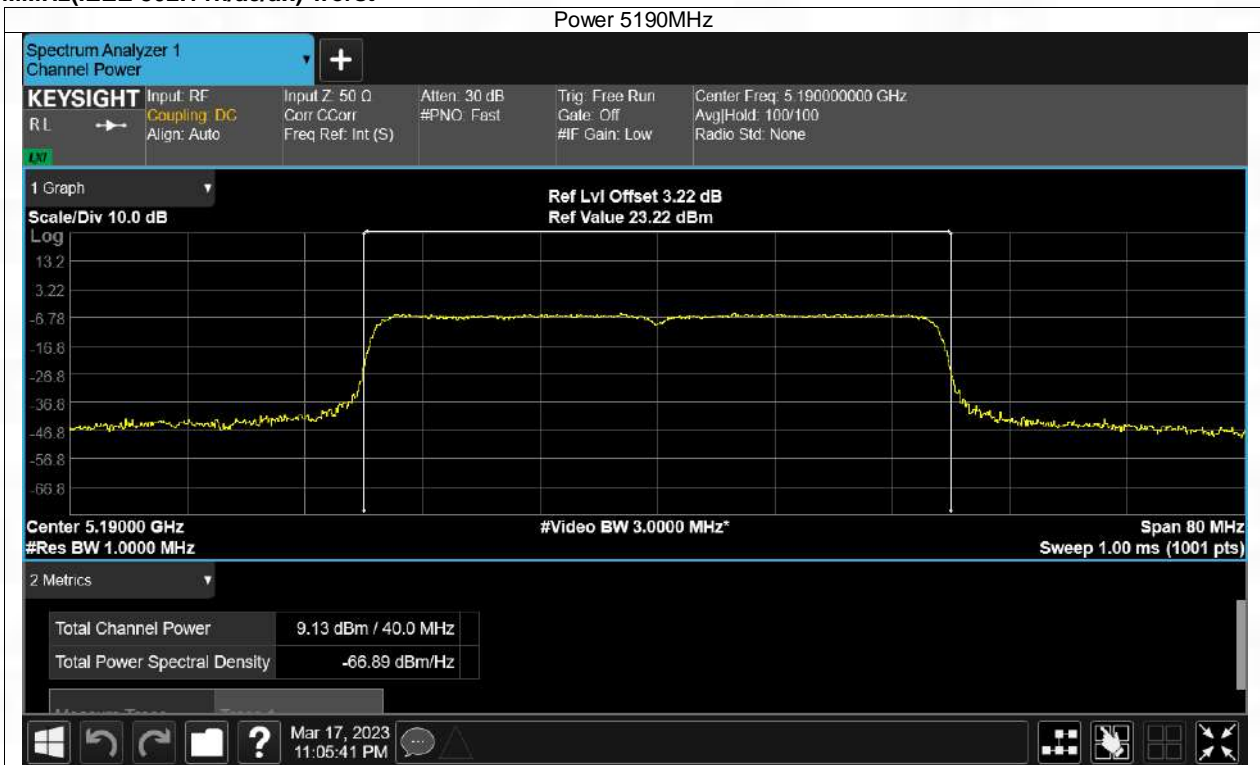 Power 5190MHz
Spectrum Analyzer 1
Channel Power
KEYSIGHT
RL
LXI
Input: RF
Coupling: DC
Align: Auto
Input Z: 50 Ω
Corr CCorr
Freq Ref: Int (S)
Atten: 30 dB
#PNO: Fast
Trig: Free Run
Gate: Off
#IF Gain: Low
Center Freq: 5.190000000 GHz
Avg|Hold: 100/100
Radio Std: None
1 Graph
Scale/Div 10.0 dB
Ref Lvl Offset 3.22 dB
Ref Value 23.22 dBm
Log
13.2
3.22
-6.78
-16.8
-26.8
-36.8
-46.8
-56.8
-66.8
Center 5.19000 GHz
#Video BW 3.0000 MHz*
Span 80 MHz
#Res BW 1.0000 MHz
Sweep 1.00 ms (1001 pts)
2 Metrics
Total Channel Power 9.13 dBm / 40.0 MHz
Total Power Spectral Density -66.89 dBm/Hz
?
Mar 17, 2023
11:05:41 PM